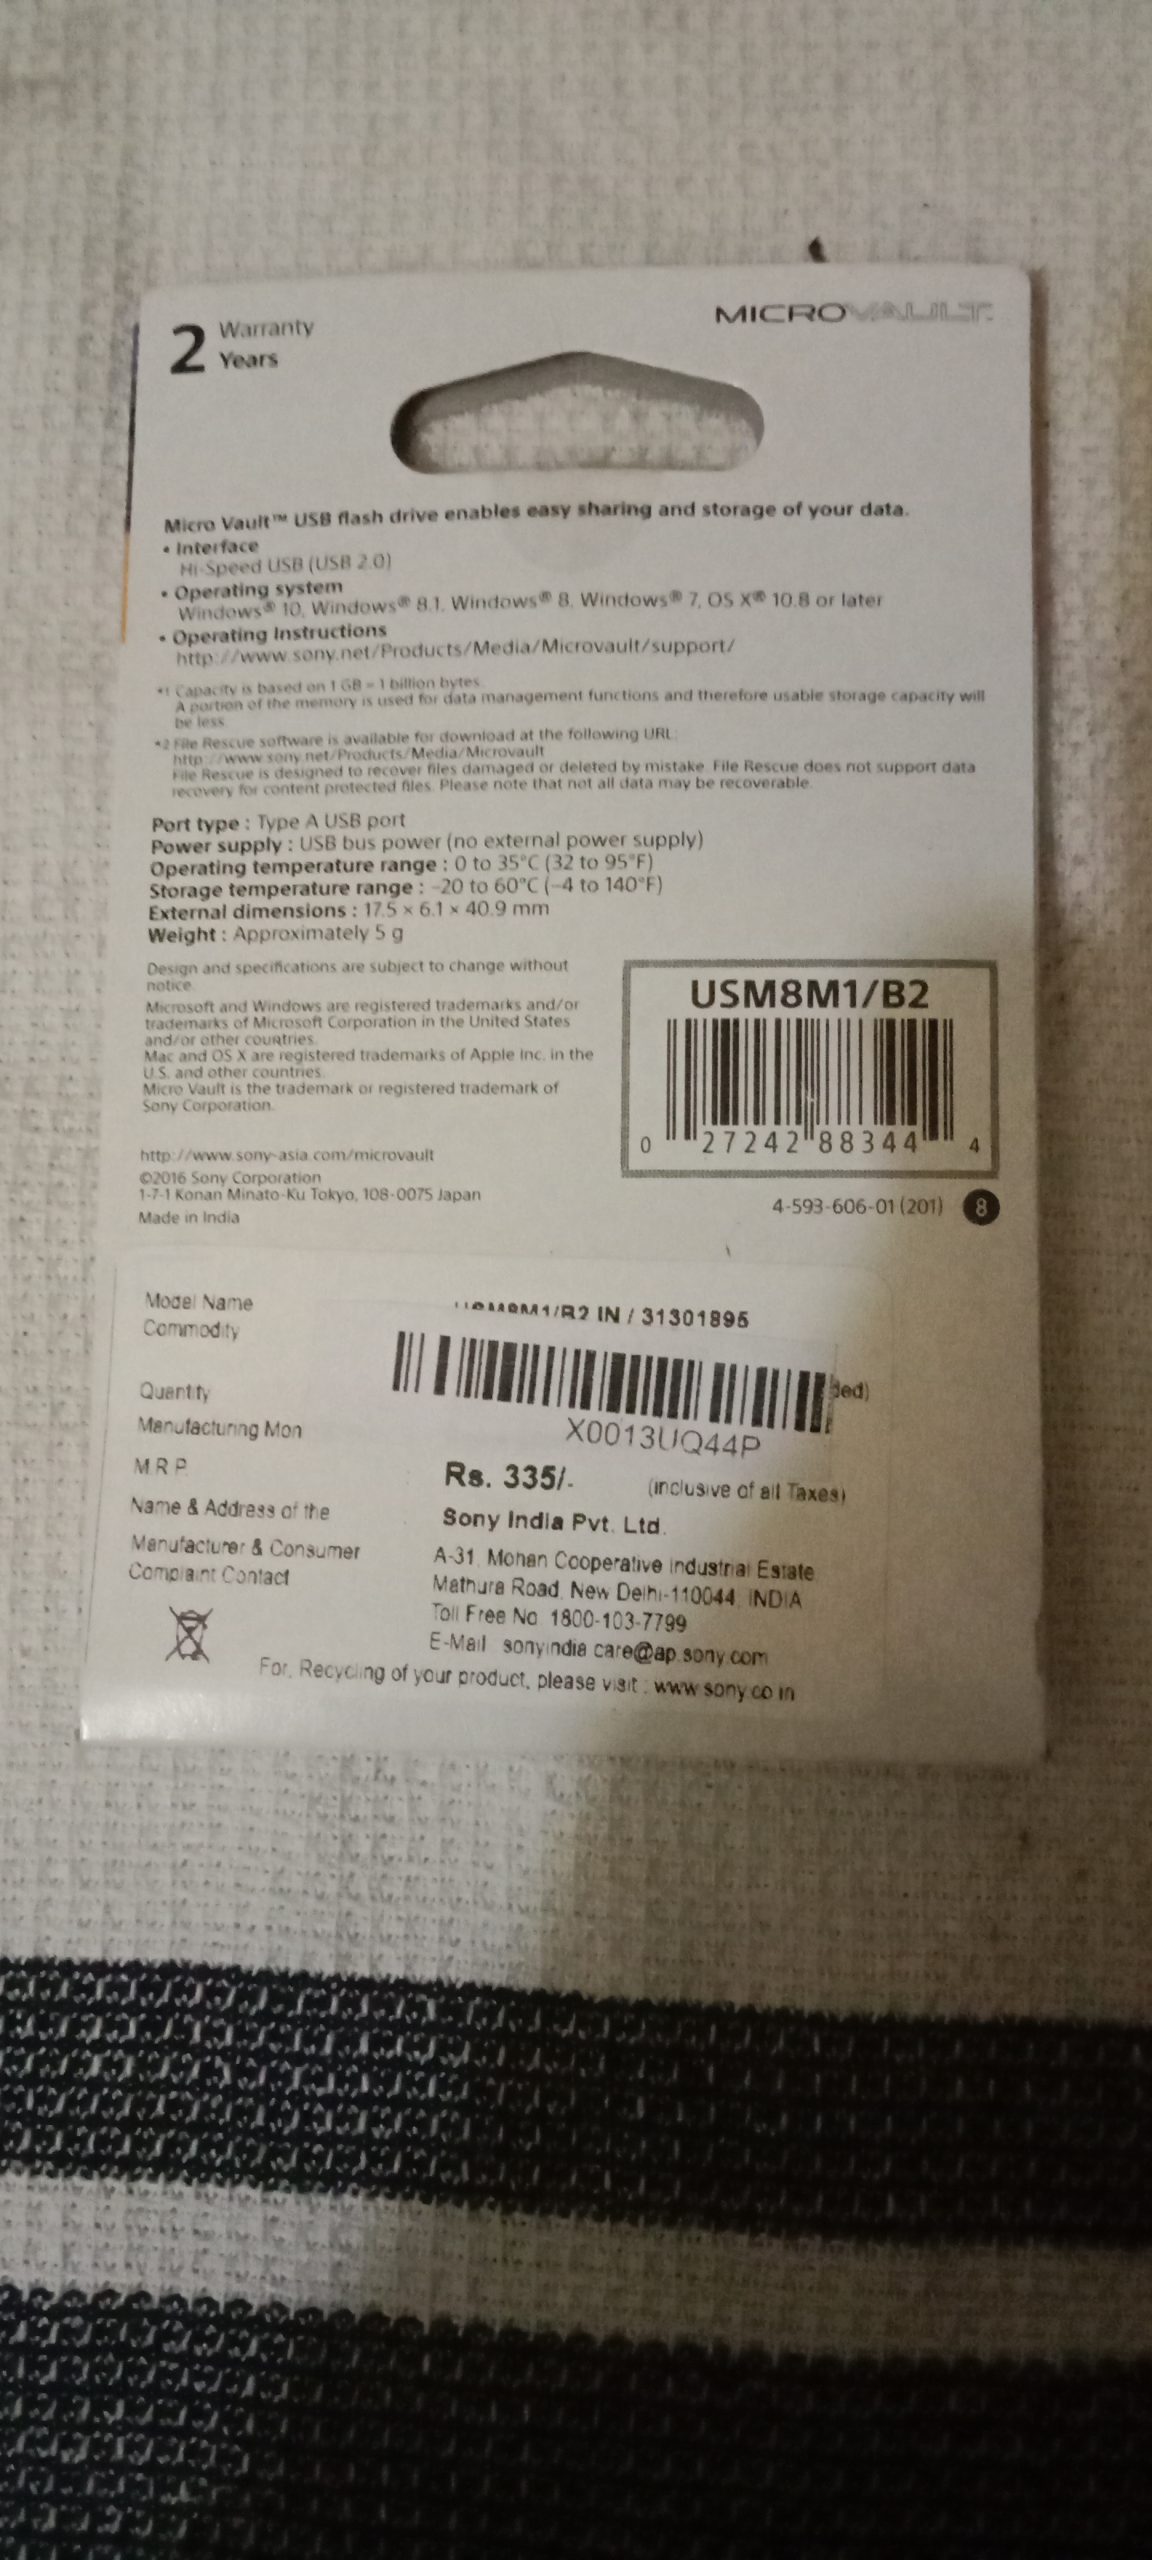 2 Warranty
Years
MICROVAULT
Micro Vault™ USB flash drive enables easy sharing and storage of your data.
• Interface
Hi-Speed USB (USB 2.0)
• Operating system
Windows® 10, Windows® 8.1, Windows® 8, Windows® 7, OS X® 10.8 or later
• Operating Instructions
http://www.sony.net/Products/Media/Microvault/support/
*1 Capacity is based on 1 GB = 1 billion bytes.
A portion of the memory is used for data management functions and therefore usable storage capacity will
be less.
*2 File Rescue software is available for download at the following URL:
http://www.sony.net/Products/Media/Microvault
File Rescue is designed to recover files damaged or deleted by mistake. File Rescue does not support data
recovery for content protected files. Please note that not all data may be recoverable.
Port type : Type A USB port
Power supply : USB bus power (no external power supply)
Operating temperature range : 0 to 35°C (32 to 95°F)
Storage temperature range : -20 to 60°C (-4 to 140°F)
External dimensions : 17.5 × 6.1 × 40.9 mm
Weight : Approximately 5 g
Design and specifications are subject to change without
notice.
Microsoft and Windows are registered trademarks and/or
trademarks of Microsoft Corporation in the United States
and/or other countries.
Mac and OS X are registered trademarks of Apple Inc. in the
U.S. and other countries.
Micro Vault is the trademark or registered trademark of
Sony Corporation.
USM8M1/B2
0 27242 88344 4
http://www.sony-asia.com/microvault
©2016 Sony Corporation
1-7-1 Konan Minato-Ku Tokyo, 108-0075 Japan
Made in India
4-593-606-01 (201) 8
Model Name USM8M1/B2 IN / 31301895
Commodity
Quantity ded)
Manufacturing Mon
X0013UQ44P
M.R.P. Rs. 335/- (inclusive of all Taxes)
Name & Address of the Sony India Pvt. Ltd.
Manufacturer & Consumer A-31, Mohan Cooperative Industrial Estate
Complaint Contact Mathura Road, New Delhi-110044, INDIA
Toll Free No. 1800-103-7799
E-Mail sonyindia.care@ap.sony.com
For, Recycling of your product, please visit : www.sony.co.in